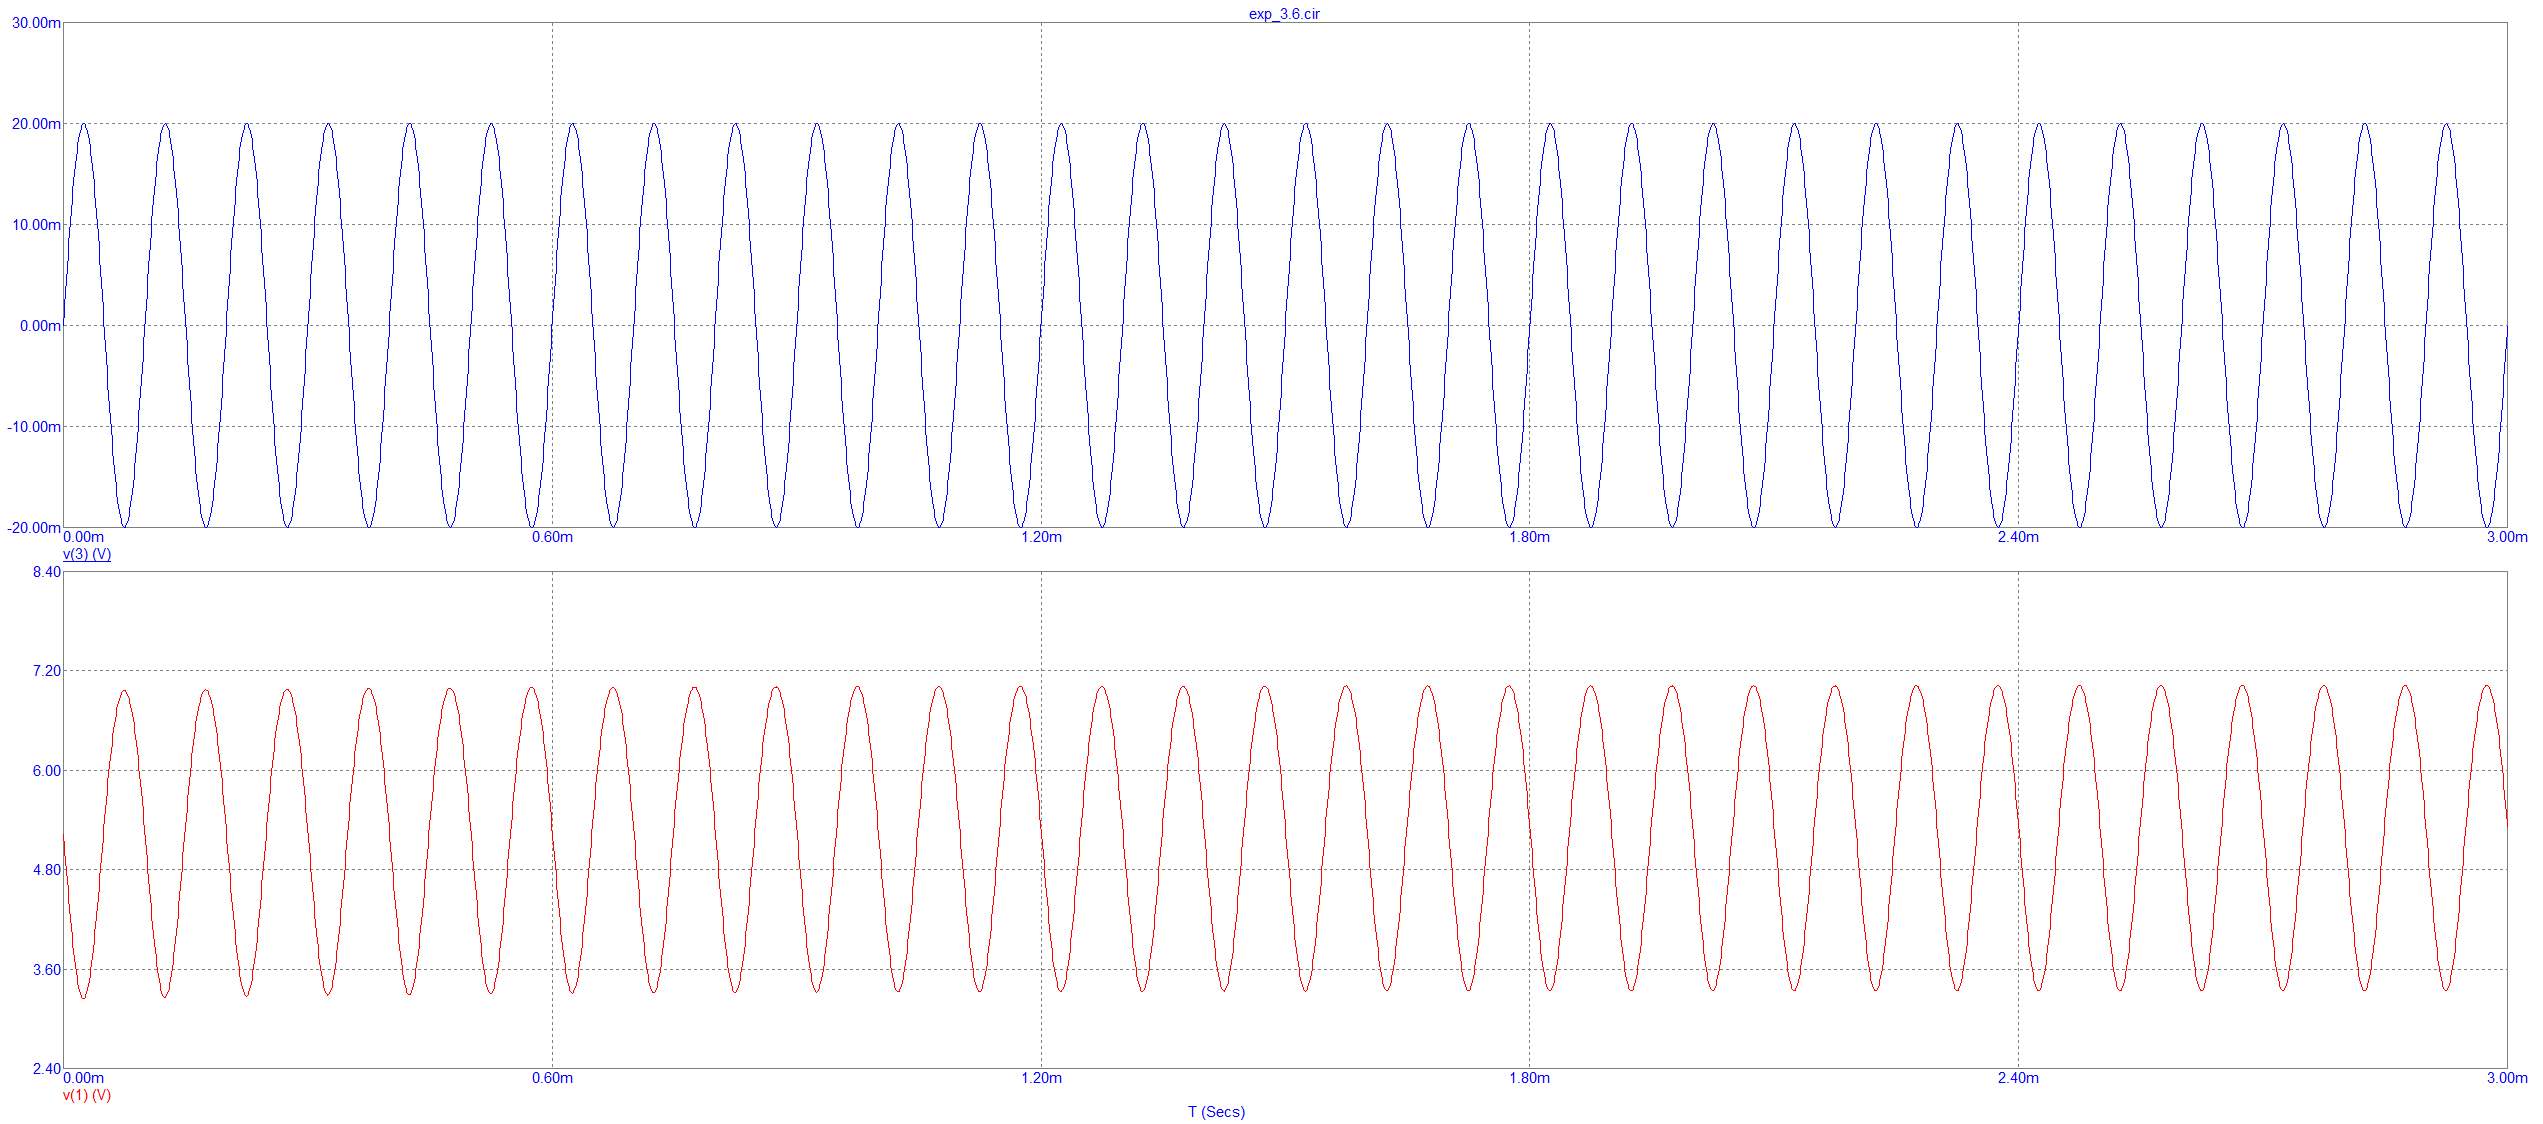 exp_3.6.cir
30.00m
20.00m
10.00m
0.00m
-10.00m
-20.00m
0.00m 0.60m 1.20m 1.80m 2.40m 3.00m
v(3) (V)
8.40
7.20
6.00
4.80
3.60
2.40
0.00m 0.60m 1.20m 1.80m 2.40m 3.00m
v(1) (V)
T (Secs)